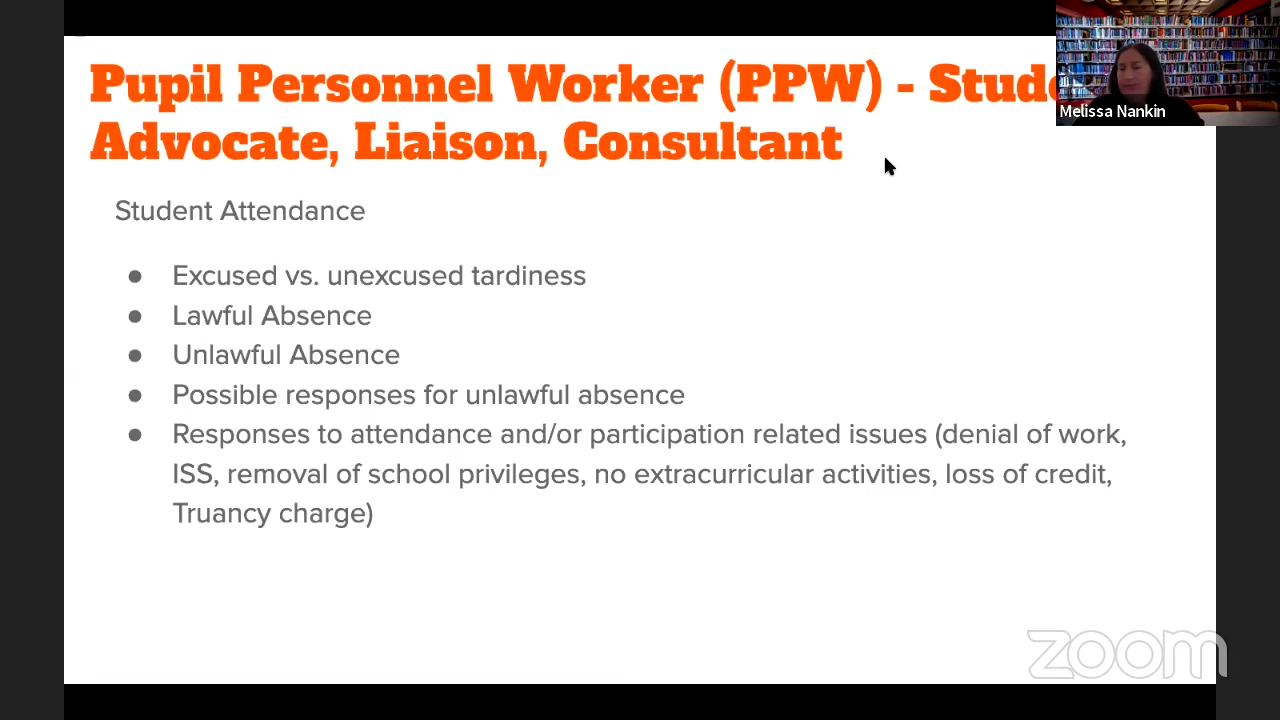 Pupil Personnel Worker (PPW) - Stude
Advocate, Liaison, Consultant
Melissa Nankin
Student Attendance
● Excused vs. unexcused tardiness
● Lawful Absence
● Unlawful Absence
● Possible responses for unlawful absence
● Responses to attendance and/or participation related issues (denial of work,
ISS, removal of school privileges, no extracurricular activities, loss of credit,
Truancy charge)
zoom